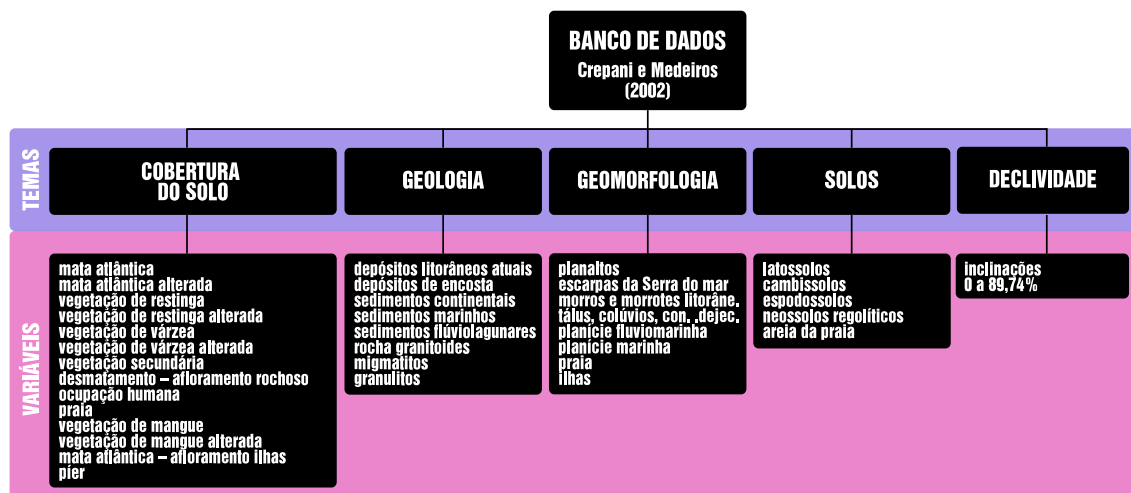 BANCO DE DADOS
Crepani e Medeiros
(2002)
TEMAS
COBERTURA
DO SOLO
GEOLOGIA
GEOMORFOLOGIA
SOLOS
DECLIVIDADE
VARIÁVEIS
mata atlântica
mata atlântica alterada
vegetação de restinga
vegetação de restinga alterada
vegetação de várzea
vegetação de várzea alterada
vegetação secundária
desmatamento – afloramento rochoso
ocupação humana
praia
vegetação de mangue
vegetação de mangue alterada
mata atlântica – afloramento ilhas
píer
depósitos litorâneos atuais
depósitos de encosta
sedimentos continentais
sedimentos marinhos
sedimentos flúviolagunares
rocha granitoides
migmatitos
granulitos
planaltos
escarpas da Serra do mar
morros e morrotes litorâne.
tálus, colúvios, con. .dejec.
planície fluviomarinha
planície marinha
praia
ilhas
latossolos
cambissolos
espodossolos
neossolos regolíticos
areia da praia
inclinações
0 a 89,74%